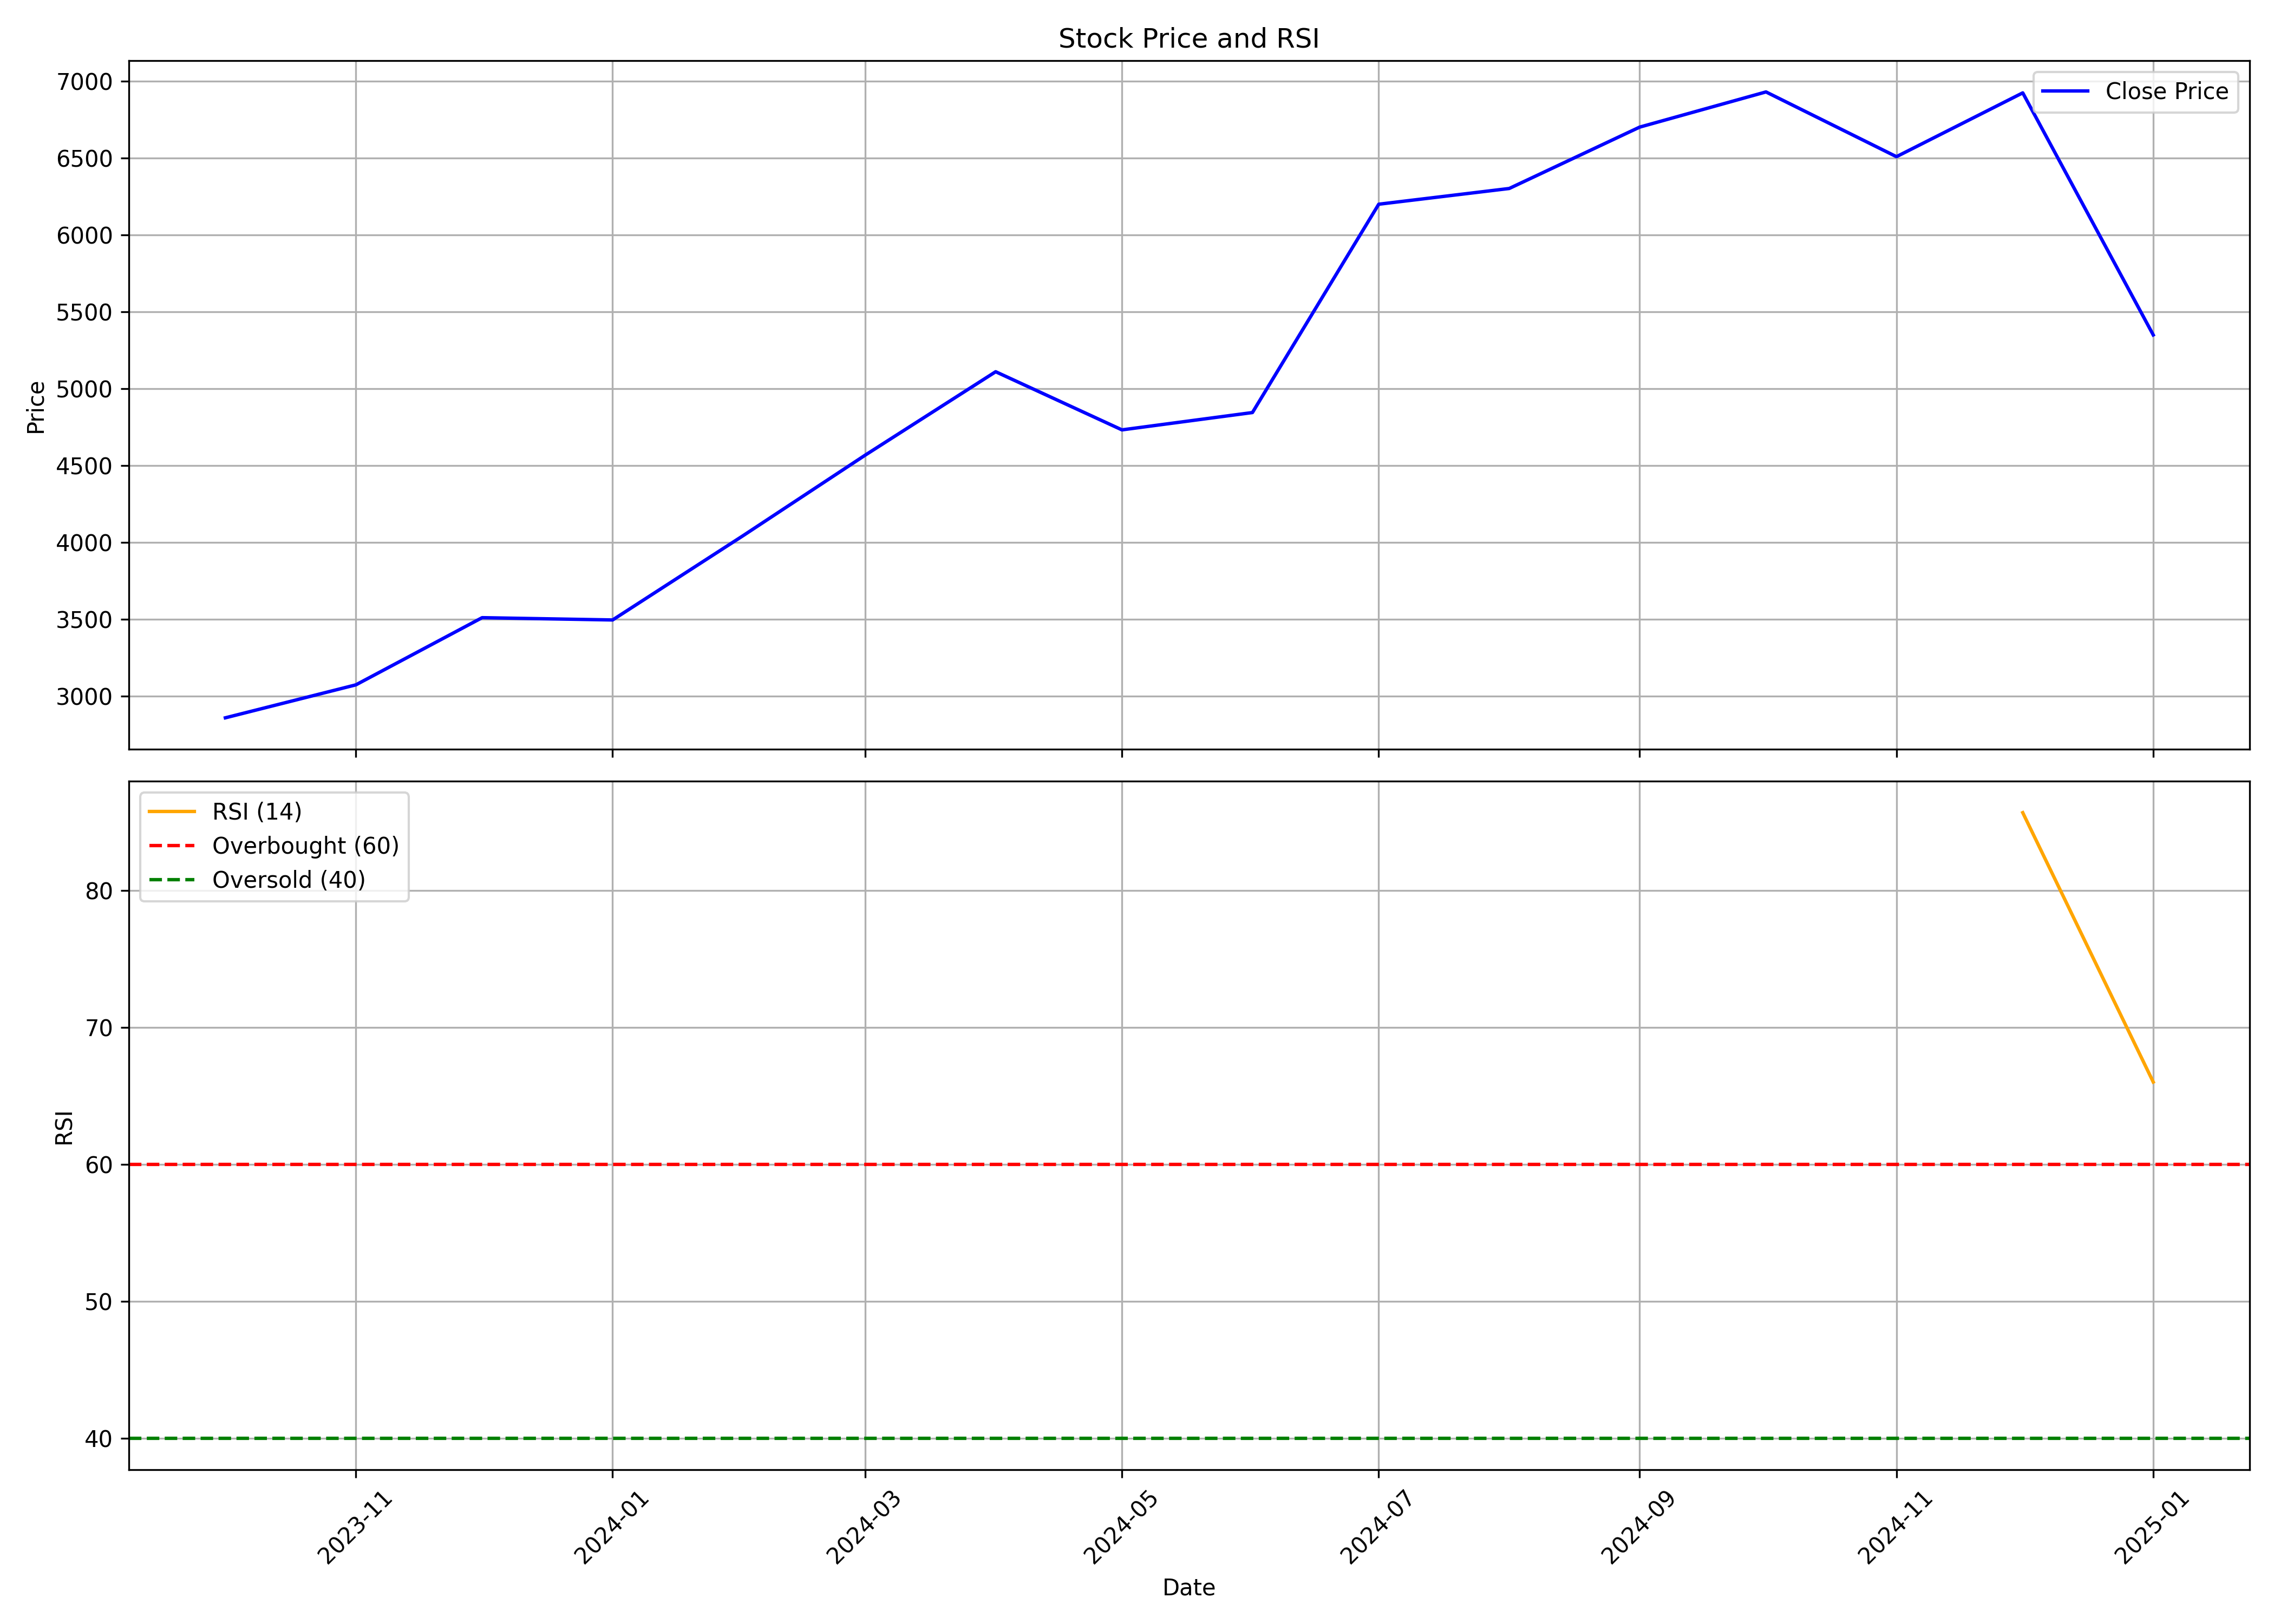 Stock Price and RSI
Close Price
7000
6500
6000
5500
5000
4500
4000
3500
3000
Price
RSI (14)
Overbought (60)
Oversold (40)
80
70
60
50
40
RSI
2023-11
2024-01
2024-03
2024-05
2024-07
2024-09
2024-11
2025-01
Date